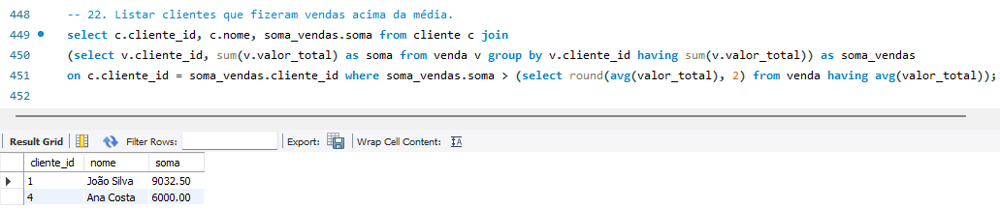 448 -- 22. Listar clientes que fizeram vendas acima da média.
449 select c.cliente_id, c.nome, soma_vendas.soma from cliente c join
450 (select v.cliente_id, sum(v.valor_total) as soma from venda v group by v.cliente_id having sum(v.valor_total)) as soma_vendas
451 on c.cliente_id = soma_vendas.cliente_id where soma_vendas.soma > (select round(avg(valor_total), 2) from venda having avg(valor_total));
452
Result Grid Filter Rows: Export: Wrap Cell Content: IA
cliente_id nome soma
1 João Silva 9032.50
4 Ana Costa 6000.00